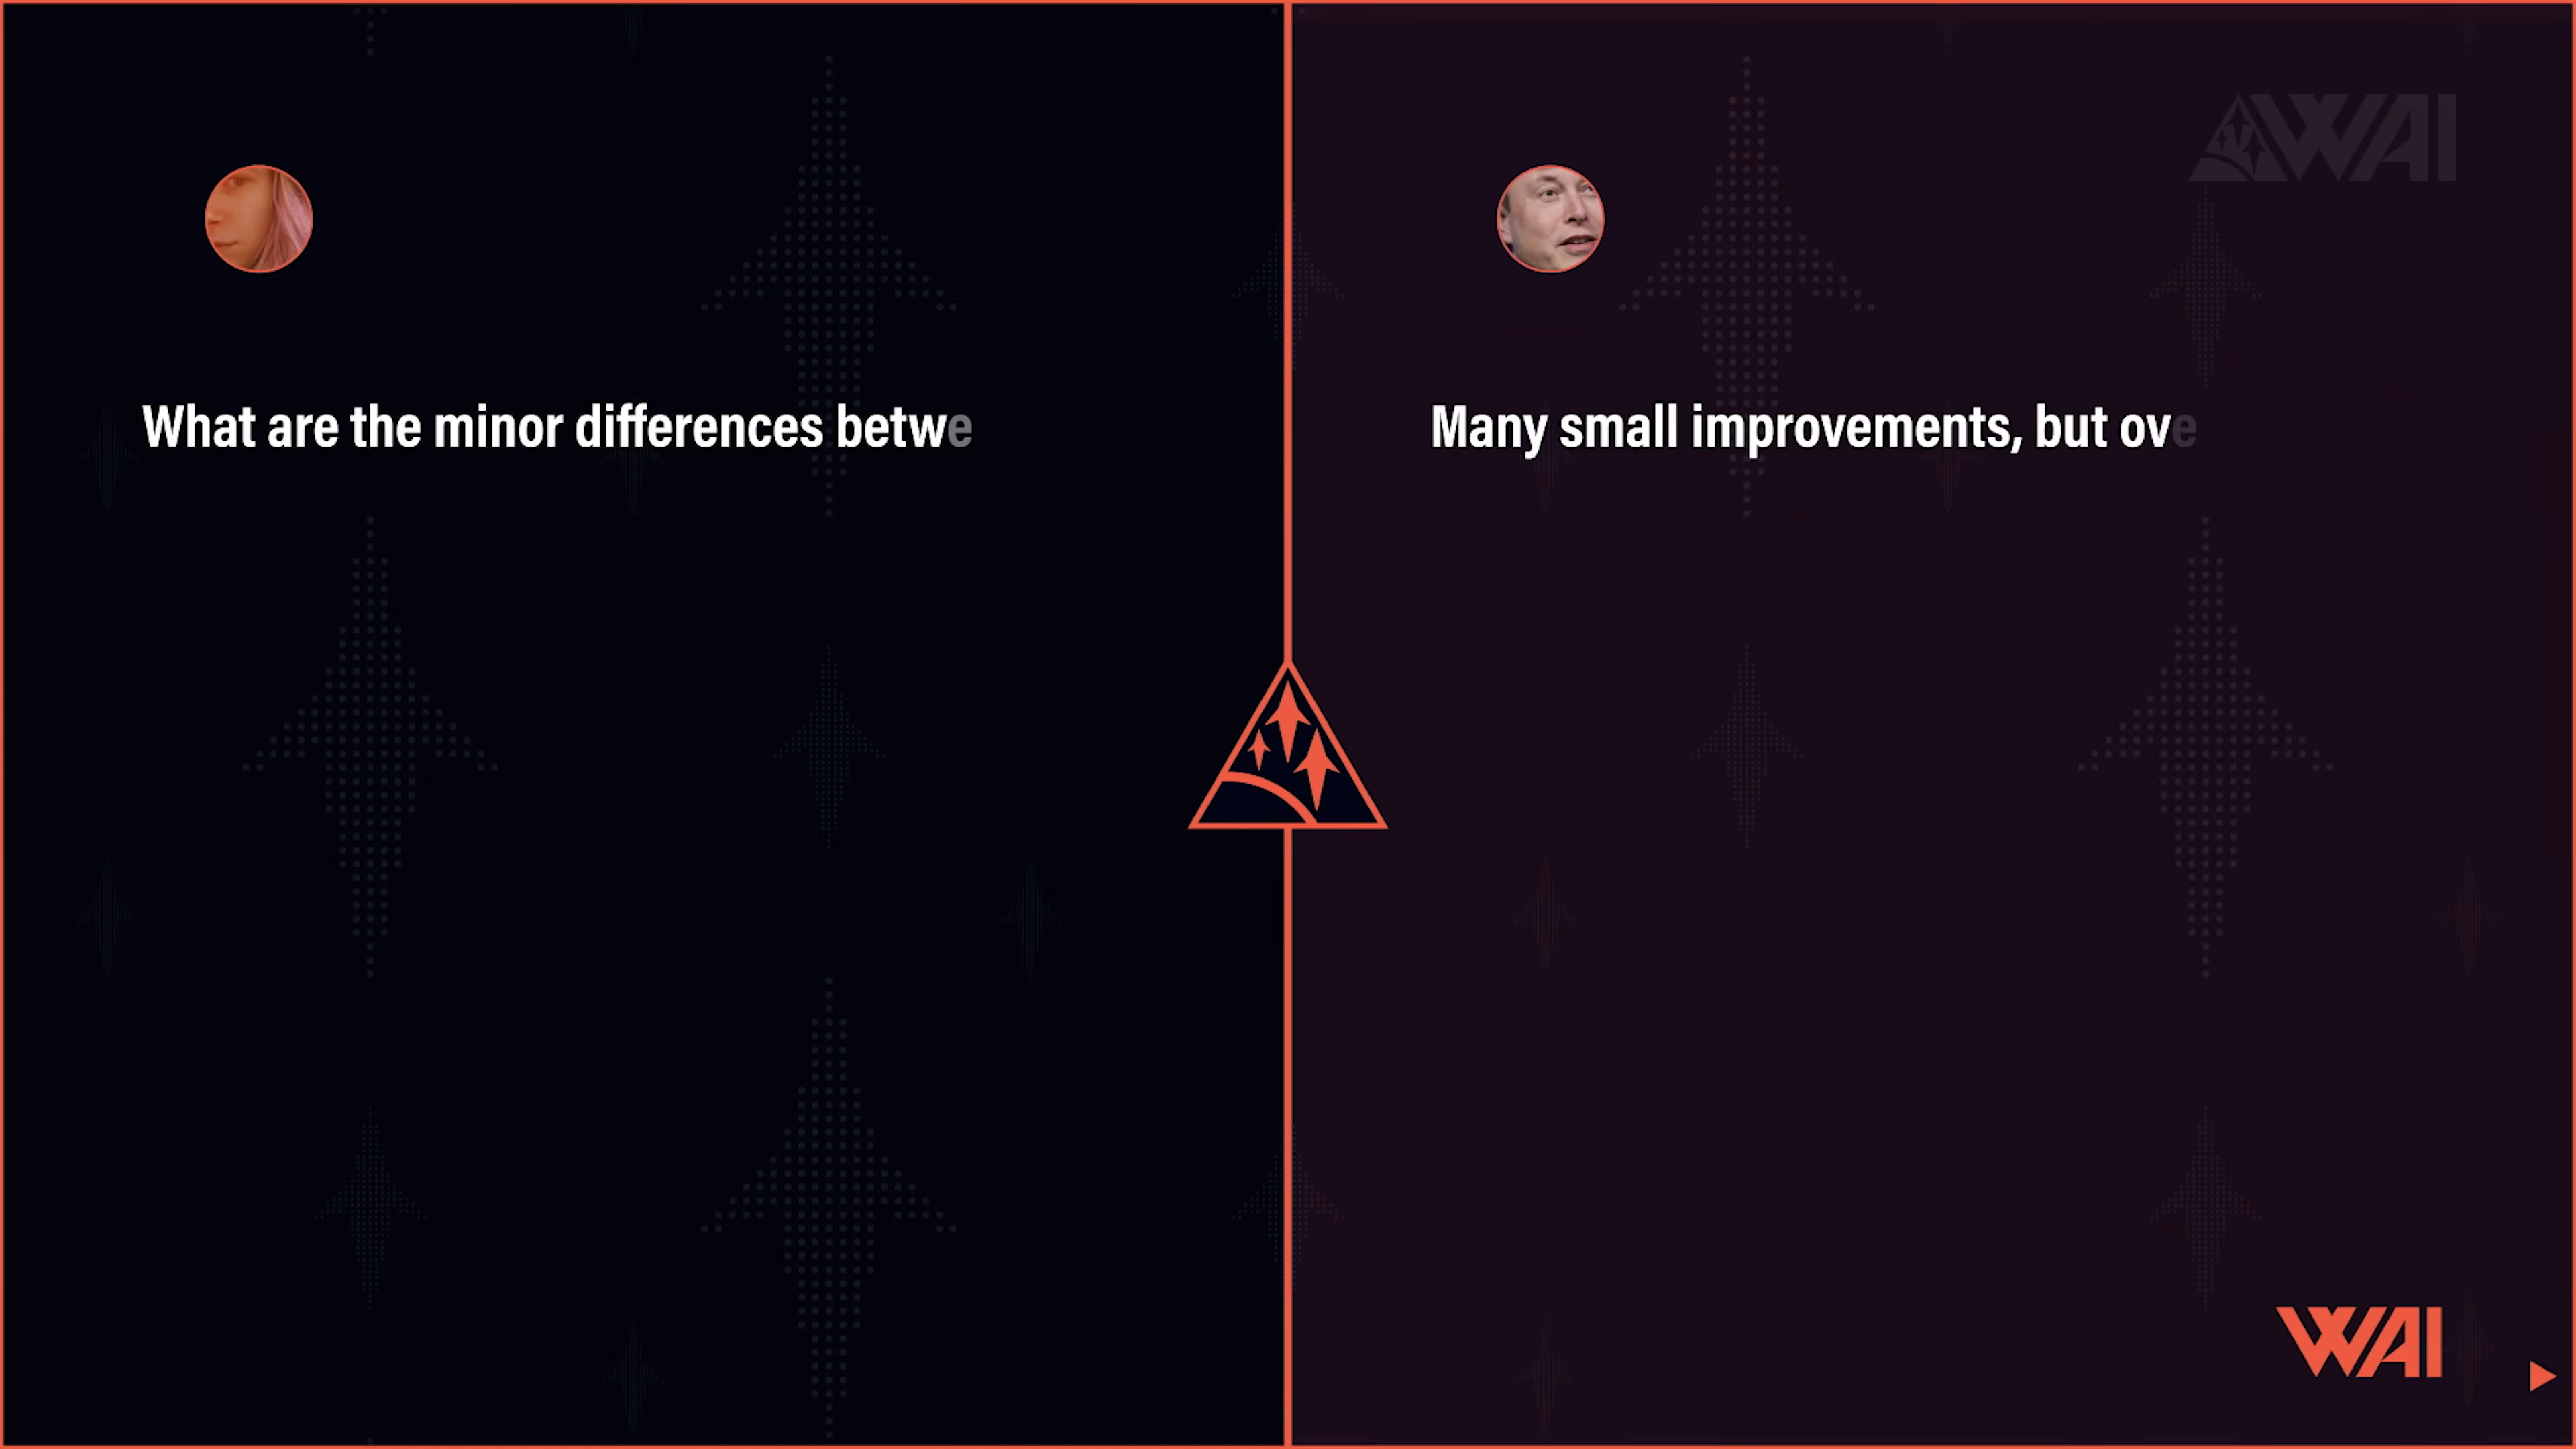 WAI
What are the minor differences betwe
Many small improvements, but ove
WAI